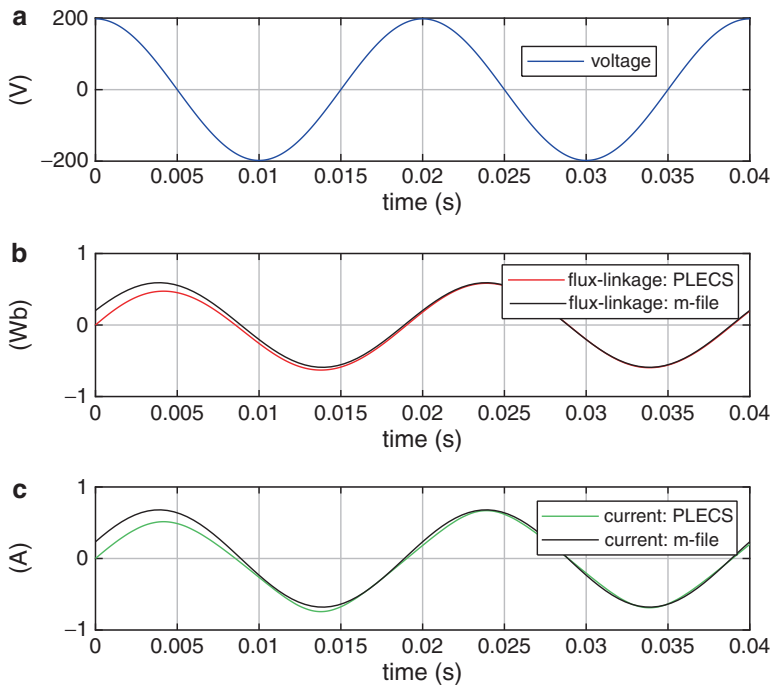 a
200
0
−200
(V)
voltage
0 0.005 0.01 0.015 0.02 0.025 0.03 0.035 0.04
time (s)
b
1
0
−1
(Wb)
flux-linkage: PLECS
flux-linkage: m-file
0 0.005 0.01 0.015 0.02 0.025 0.03 0.035 0.04
time (s)
c
1
0
−1
(A)
current: PLECS
current: m-file
0 0.005 0.01 0.015 0.02 0.025 0.03 0.035 0.04
time (s)